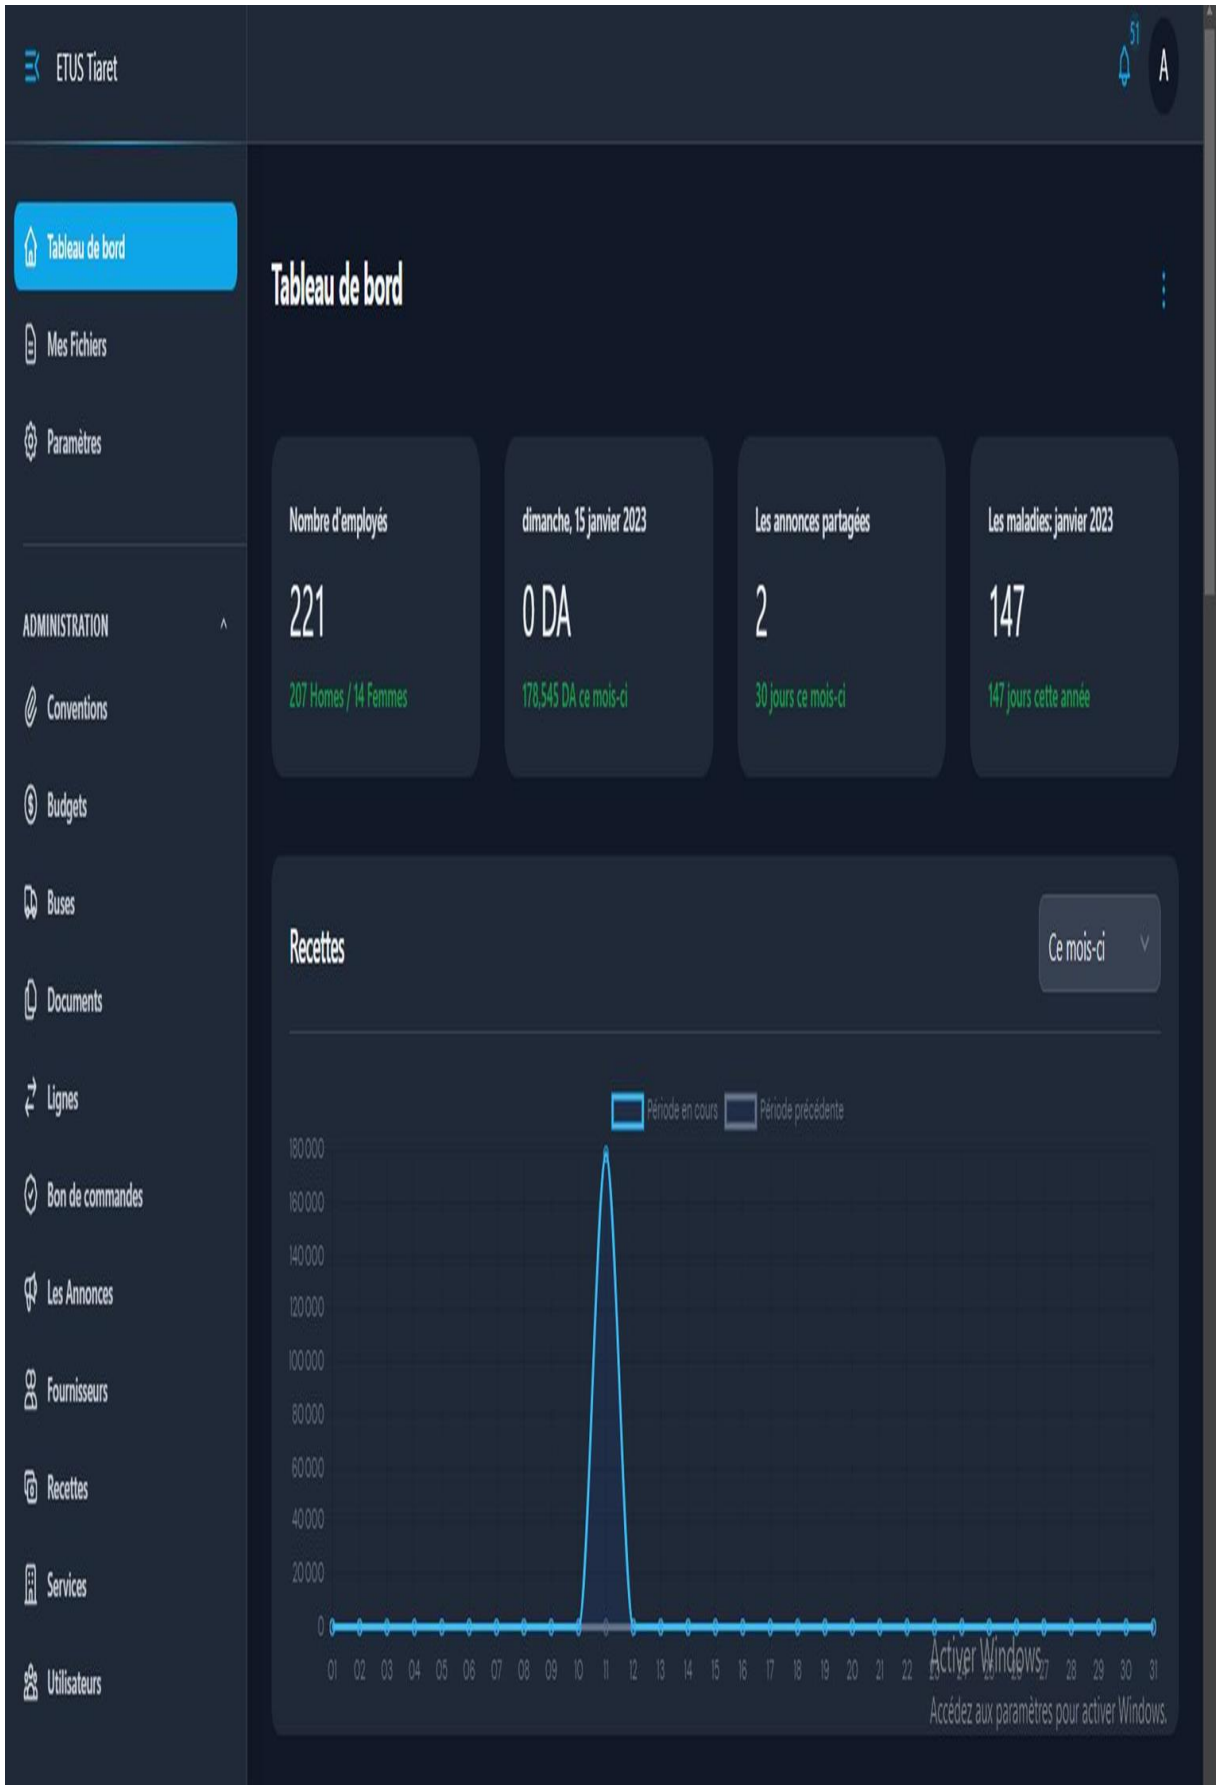 ETUS Tiaret
51
A
Tableau de bord
Mes Fichiers
Paramètres
ADMINISTRATION
Conventions
Budgets
Buses
Documents
Lignes
Bon de commandes
Les Annonces
Fournisseurs
Recettes
Services
Utilisateurs
Tableau de bord
Nombre d'employés
221
207 Homes / 14 Femmes
dimanche, 15 janvier 2023
0 DA
178,545 DA ce mois-ci
Les annonces partagées
2
30 jours ce mois-ci
Les maladies: janvier 2023
147
147 jours cette année
Recettes
Ce mois-ci
Période en cours Période précédente
180 000
160 000
140 000
120 000
100 000
80 000
60 000
40 000
20 000
0
01 02 03 04 05 06 07 08 09 10 11 12 13 14 15 16 17 18 19 20 21 22 23 24 25 26 27 28 29 30 31
Activer Windows
Accédez aux paramètres pour activer Windows.